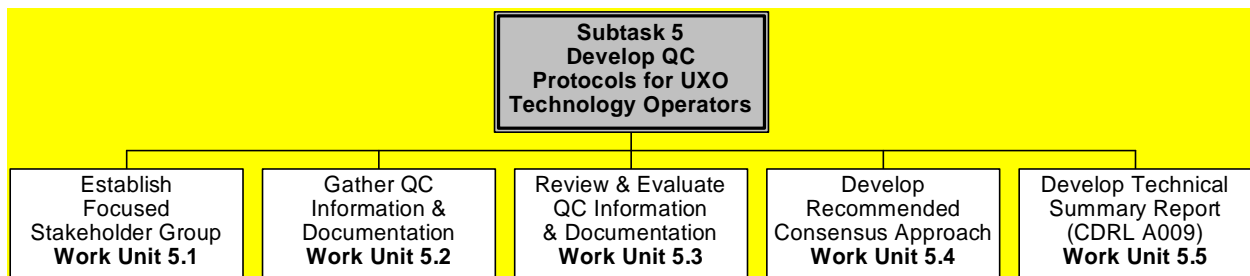 Subtask 5
Develop QC
Protocols for UXO
Technology Operators
Establish
Focused
Stakeholder Group
Work Unit 5.1
Gather QC
Information &
Documentation
Work Unit 5.2
Review & Evaluate
QC Information
& Documentation
Work Unit 5.3
Develop
Recommended
Consensus Approach
Work Unit 5.4
Develop Technical
Summary Report
(CDRL A009)
Work Unit 5.5